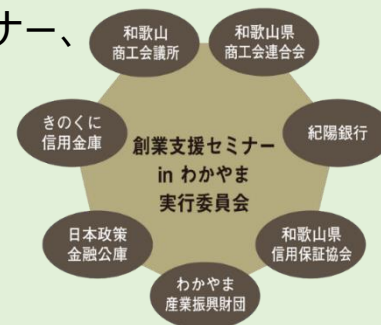 ナー、
和歌山
商工会議所
和歌山県
商工会連合会
きのくに
信用金庫
紀陽銀行
創業支援セミナー
in わかやま
実行委員会
日本政策
金融公庫
和歌山県
信用保証協会
わかやま
産業振興財団